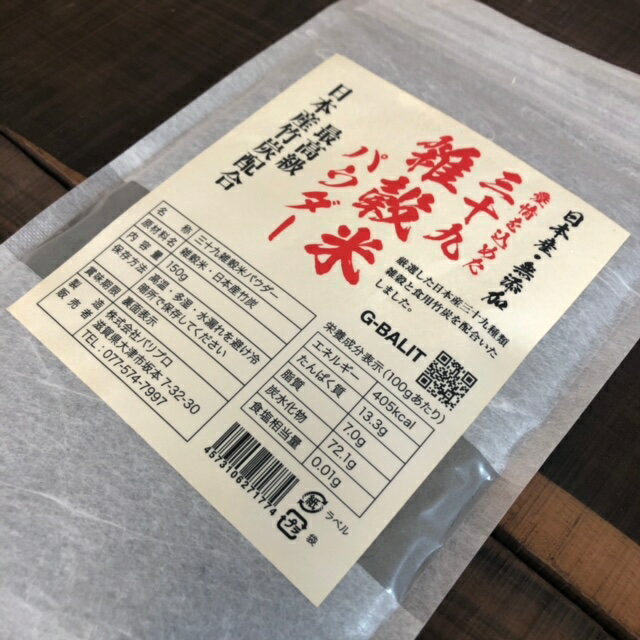 日本産・無添加
愛情を込めた
三十九
雑穀米
パウダー
最高級
日本産竹炭配合
厳選した日本産三十九種類
雑穀と食用竹炭を配合いた
しました。
G-BALIT
名 称 三十九雑穀米パウダー
原材料名 雑穀米・日本産竹炭
内 容 量 150g
保存方法 高温、多湿、水濡れを避け冷
暗所で保存してください
賞味期限 裏面表示
製 造 株式会社バリプロ
販 売 者 滋賀県大津市坂本7-32-30
TEL:077-574-7997
栄養成分表示(100gあたり)
エネルギー 405kcal
たんぱく質 13.3g
脂質 7.0g
炭水化物 72.1g
食塩相当量 0.01g
紙 ラベル
プラ 袋